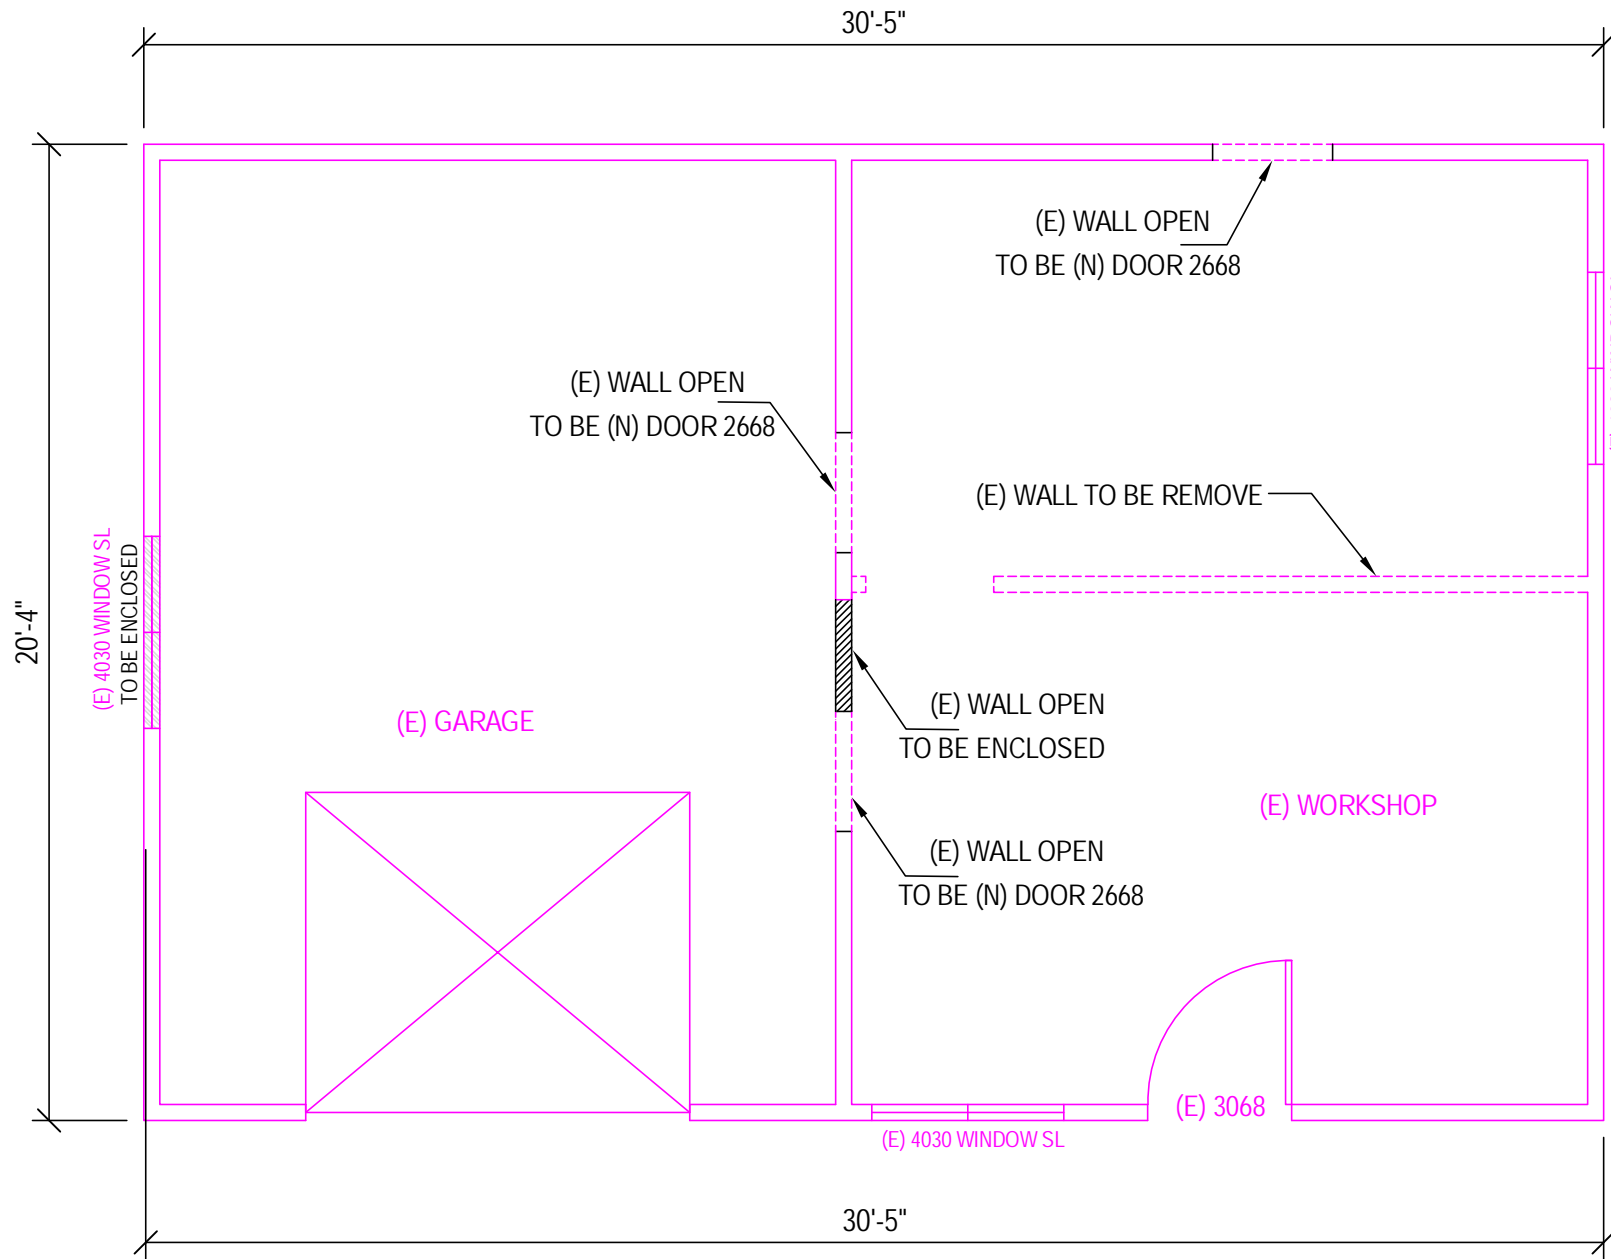 30'-5"
(E) WALL OPEN
TO BE (N) DOOR 2668
(E) WALL OPEN
TO BE (N) DOOR 2668
(E) WALL TO BE REMOVE
(E) 4030 WINDOW SL
TO BE ENCLOSED
20'-4"
(E) GARAGE
(E) WALL OPEN
TO BE ENCLOSED
(E) WORKSHOP
(E) WALL OPEN
TO BE (N) DOOR 2668
(E) 3068
(E) 4030 WINDOW SL
30'-5"